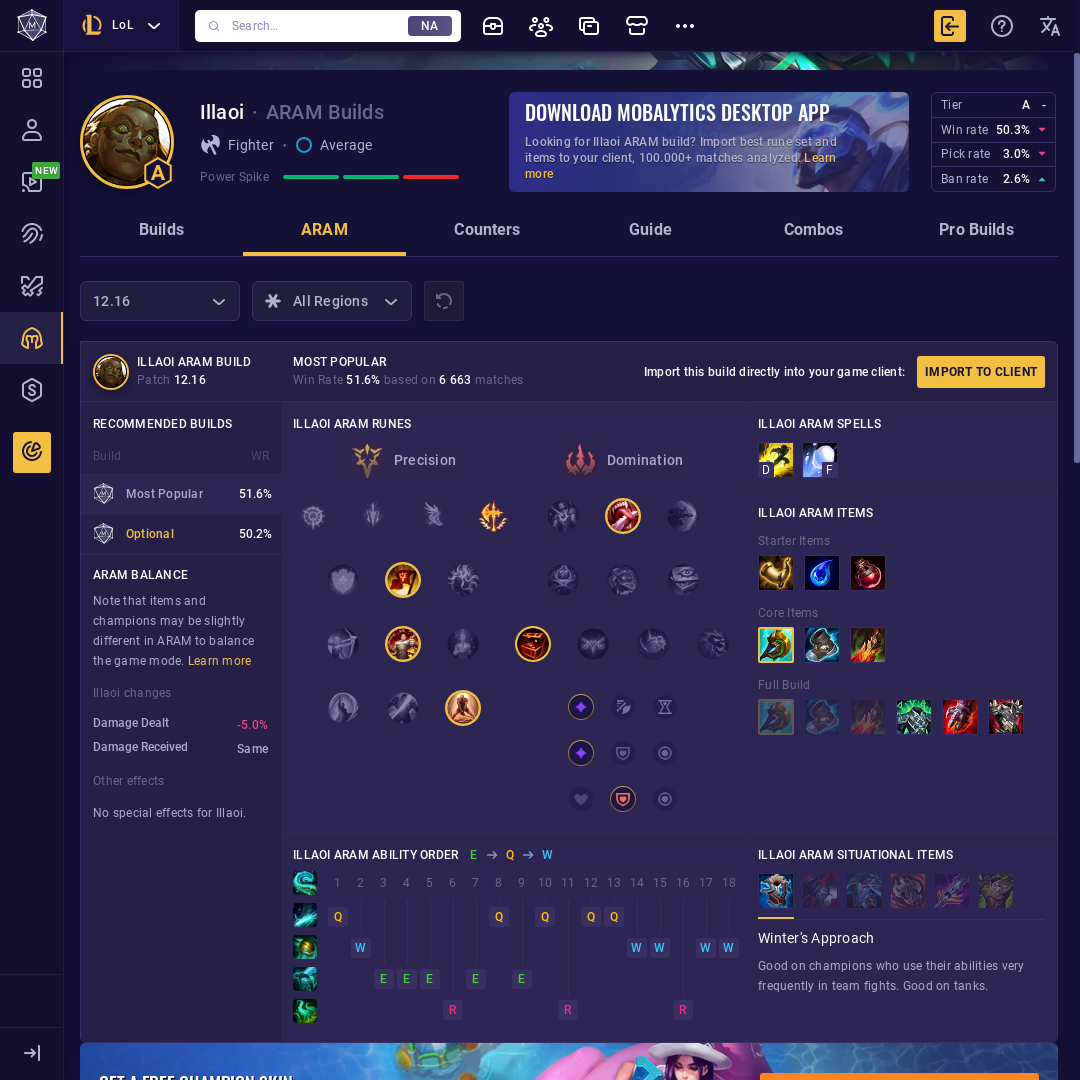 LoL
Search...
NA
NEW
Illaoi · ARAM Builds
Fighter · Average
Power Spike
A
DOWNLOAD MOBALYTICS DESKTOP APP
Looking for Illaoi ARAM build? Import best rune set and
items to your client, 100.000+ matches analyzed. Learn
more
Tier A -
Win rate 50.3%
Pick rate 3.0%
Ban rate 2.6%
Builds ARAM Counters Guide Combos Pro Builds
12.16 All Regions
ILLAOI ARAM BUILD
Patch 12.16
MOST POPULAR
Win Rate 51.6% based on 6 663 matches
Import this build directly into your game client:
IMPORT TO CLIENT
RECOMMENDED BUILDS
Build WR
Most Popular 51.6%
Optional 50.2%
ARAM BALANCE
Note that items and
champions may be slightly
different in ARAM to balance
the game mode. Learn more
Illaoi changes
Damage Dealt -5.0%
Damage Received Same
Other effects
No special effects for Illaoi.
ILLAOI ARAM RUNES
Precision Domination
ILLAOI ARAM SPELLS
D F
ILLAOI ARAM ITEMS
Starter Items
Core Items
Full Build
ILLAOI ARAM ABILITY ORDER E Q W
1 2 3 4 5 6 7 8 9 10 11 12 13 14 15 16 17 18
Q Q Q Q Q
W W W W W
E E E E E
R R R
ILLAOI ARAM SITUATIONAL ITEMS
Winter's Approach
Good on champions who use their abilities very
frequently in team fights. Good on tanks.
GET A FREE CHAMPION SKIN